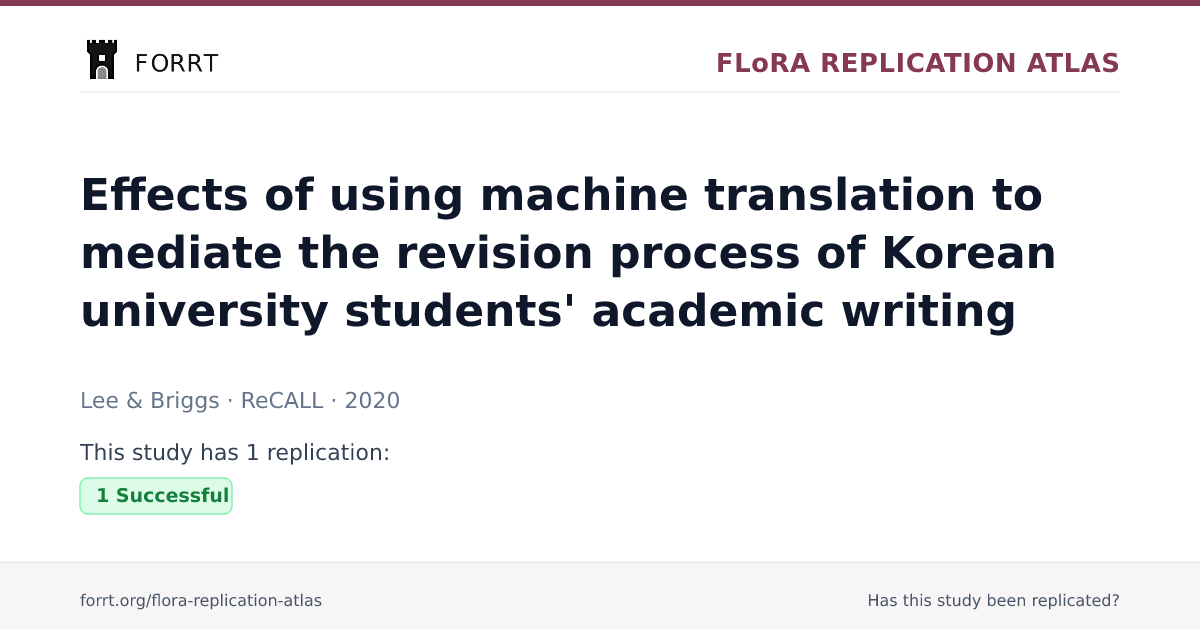 FORRT
FLoRA REPLICATION ATLAS
Effects of using machine translation to
mediate the revision process of Korean
university students' academic writing
Lee & Briggs · ReCALL · 2020
This study has 1 replication:
1 Successful
forrt.org/flora-replication-atlas
Has this study been replicated?